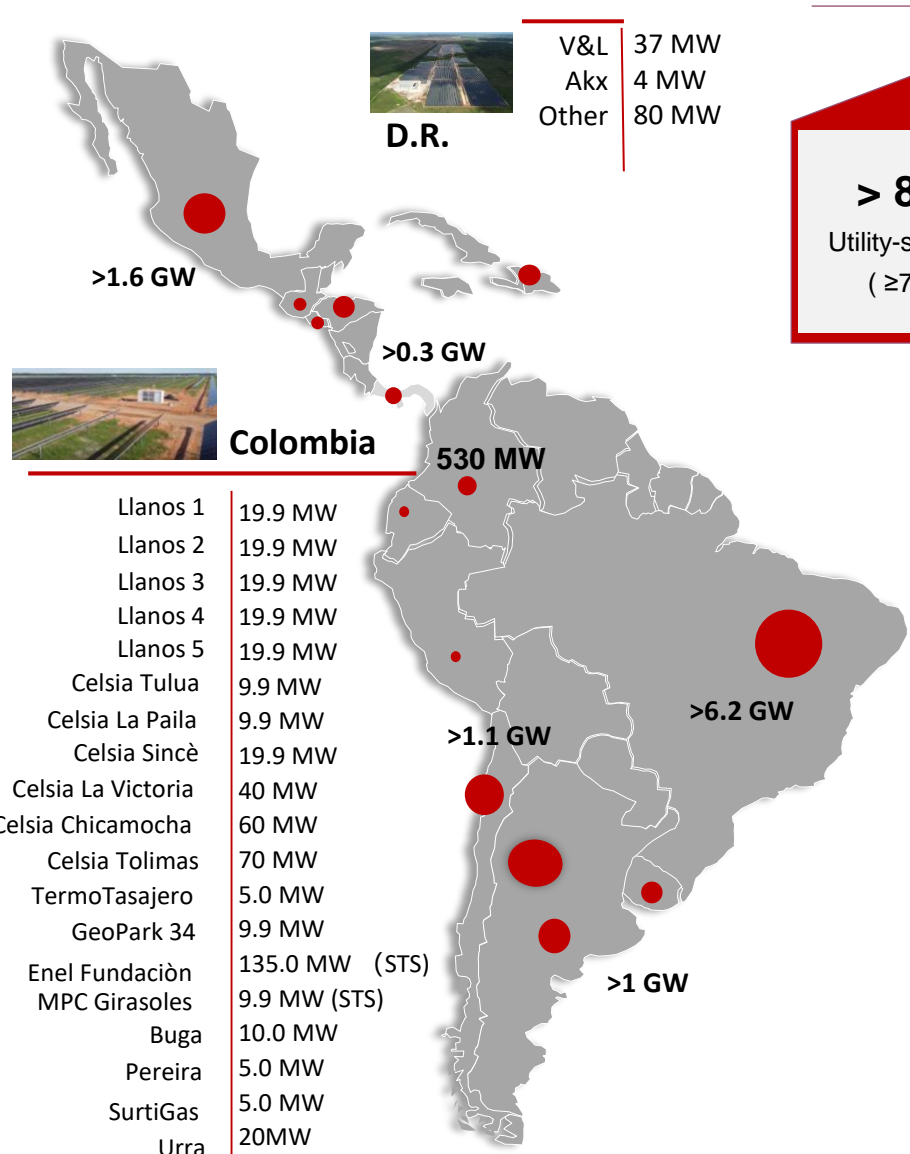 V&L 37 MW
Akx 4 MW
Other 80 MW
D.R.
> 8
Utility-s
( ≥7
>1.6 GW
>0.3 GW
Colombia
530 MW
Llanos 1 19.9 MW
Llanos 2 19.9 MW
Llanos 3 19.9 MW
Llanos 4 19.9 MW
Llanos 5 19.9 MW
Celsia Tulua 9.9 MW
Celsia La Paila 9.9 MW
Celsia Sincè 19.9 MW
Celsia La Victoria 40 MW
Celsia Chicamocha 60 MW
Celsia Tolimas 70 MW
TermoTasajero 5.0 MW
GeoPark 34 9.9 MW
Enel Fundaciòn 135.0 MW (STS)
MPC Girasoles 9.9 MW (STS)
Buga 10.0 MW
Pereira 5.0 MW
SurtiGas 5.0 MW
Urra 20MW
>6.2 GW
>1.1 GW
>1 GW